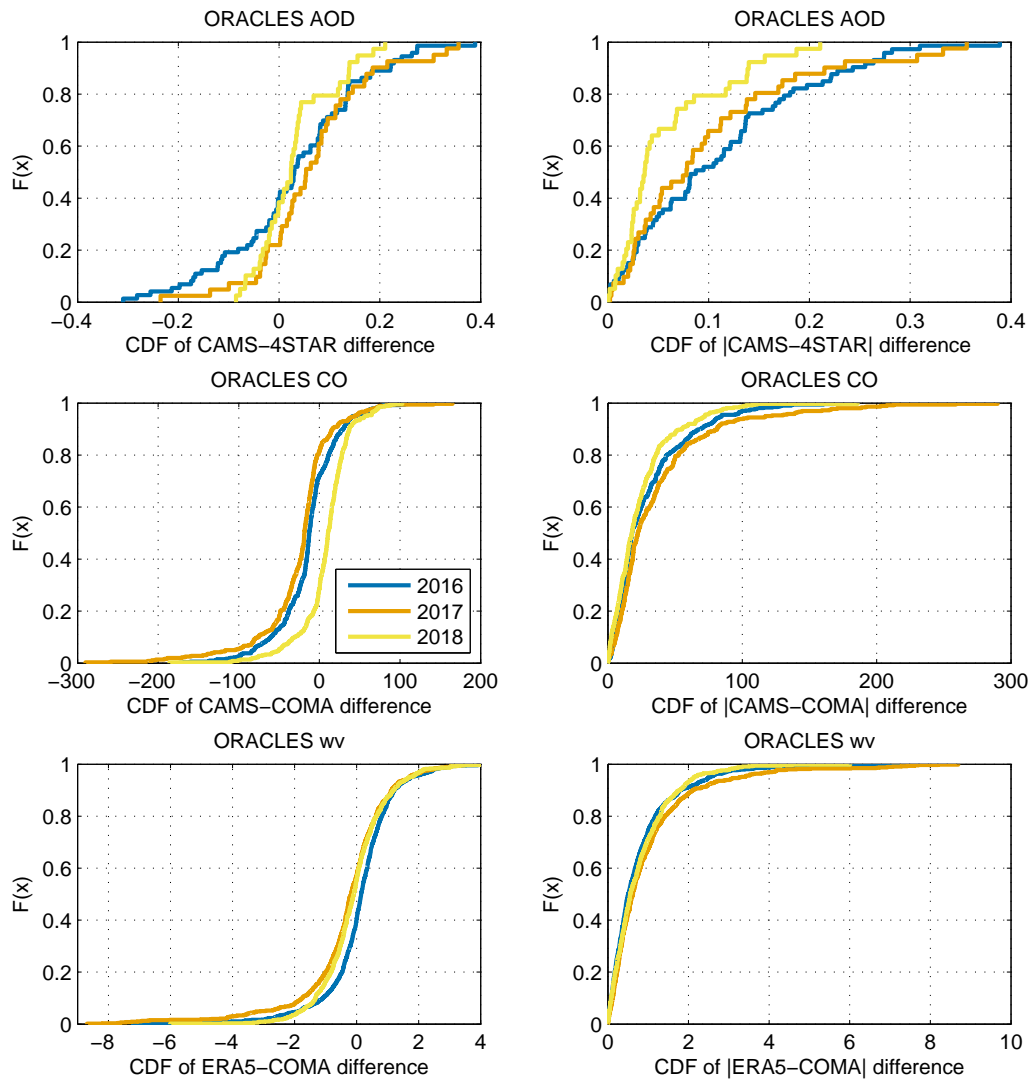 ORACLES AOD
1
0.8
0.6
0.4
0.2
0
F(x)
−0.4 −0.2 0 0.2 0.4
CDF of CAMS−4STAR difference
ORACLES AOD
1
0.8
0.6
0.4
0.2
0
F(x)
0 0.1 0.2 0.3 0.4
CDF of |CAMS−4STAR| difference
ORACLES CO
1
0.8
0.6
0.4
0.2
0
F(x)
2016
2017
2018
−300 −200 −100 0 100 200
CDF of CAMS−COMA difference
ORACLES CO
1
0.8
0.6
0.4
0.2
0
F(x)
0 100 200 300
CDF of |CAMS−COMA| difference
ORACLES wv
1
0.8
0.6
0.4
0.2
0
F(x)
−8 −6 −4 −2 0 2 4
CDF of ERA5−COMA difference
ORACLES wv
1
0.8
0.6
0.4
0.2
0
F(x)
0 2 4 6 8 10
CDF of |ERA5−COMA| difference